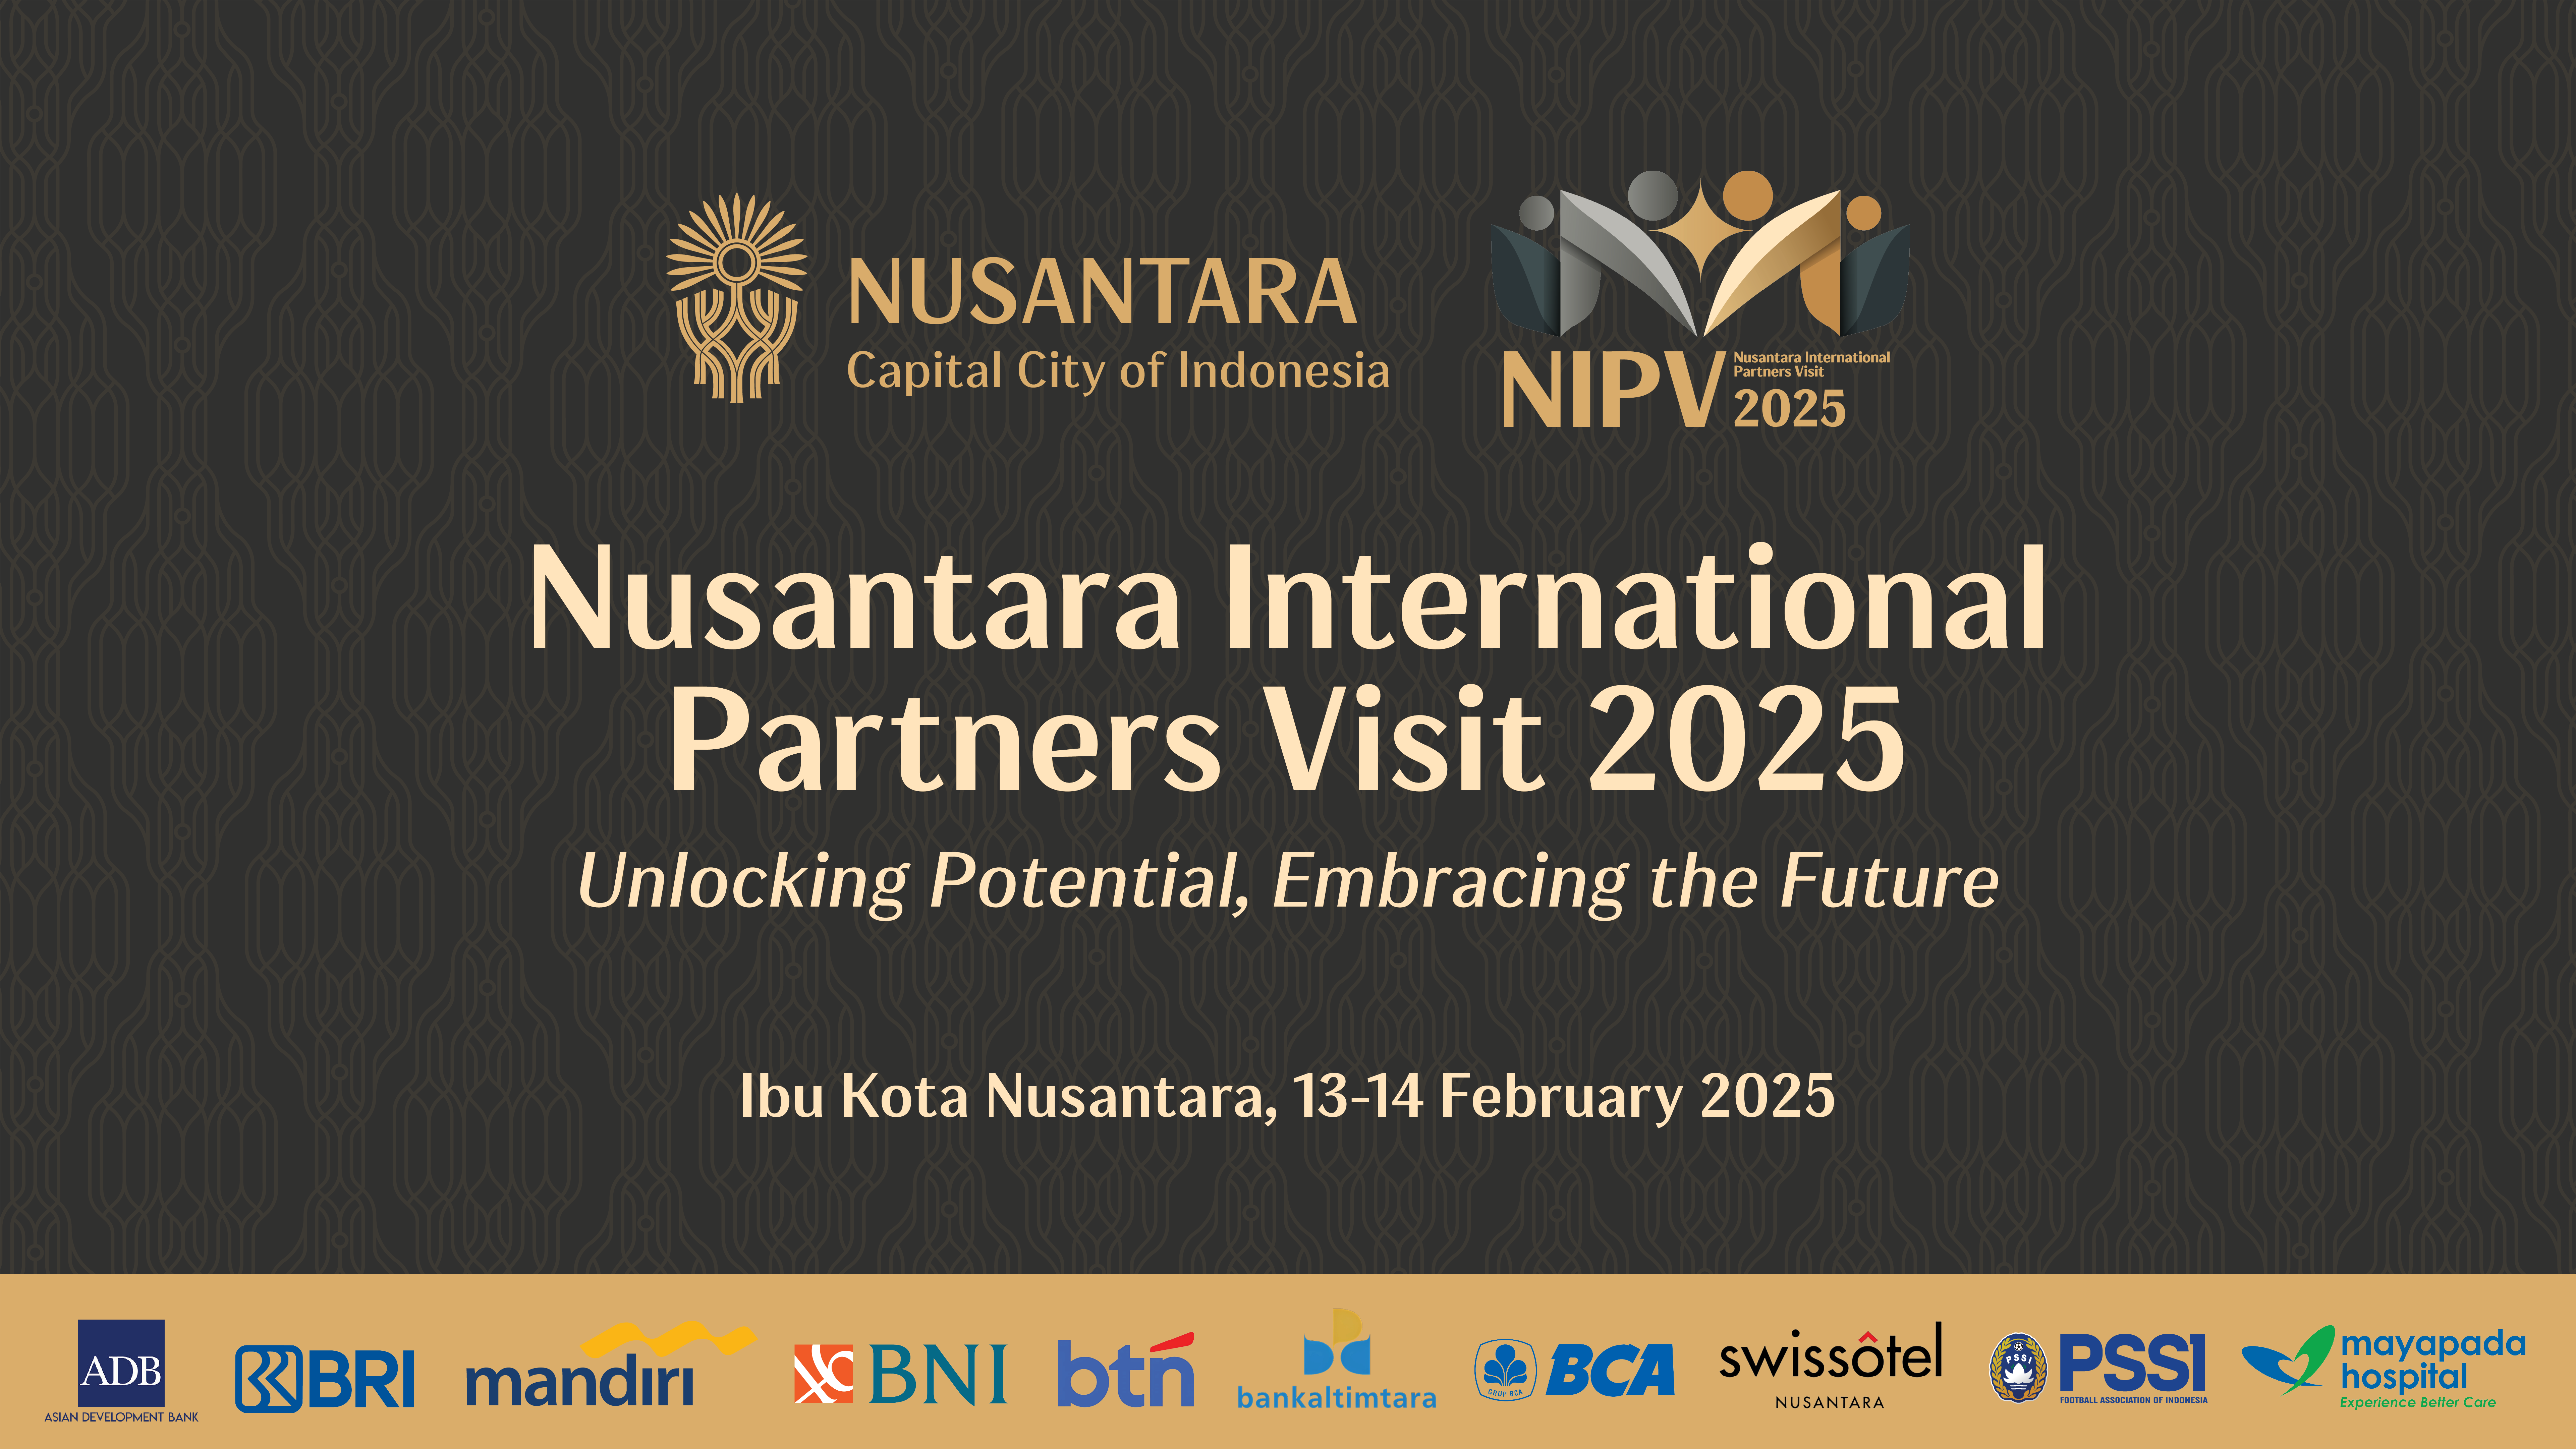 NUSANTARA
Capital City of Indonesia
NIPV
Nusantara International
Partners Visit
2025
Nusantara International
Partners Visit 2025
Unlocking Potential, Embracing the Future
Ibu Kota Nusantara, 13-14 February 2025
ADB
ASIAN DEVELOPMENT BANK
BRI
mandırı
BNI
btn
bankaltimtara
GRUP BCA
BCA
swissôtel
NUSANTARA
PSSI
PSSI
FOOTBALL ASSOCIATION OF INDONESIA
mayapada
hospital
Experience Better Care